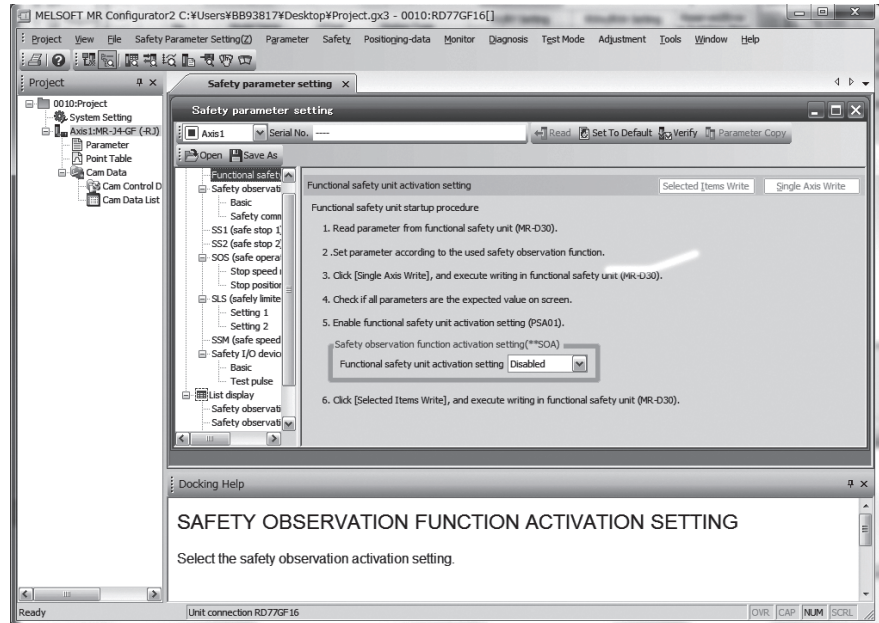 MELSOFT MR Configurator2 C:¥Users¥BB93817¥Desktop¥Project.gx3 - 0010:RD77GF16[]
Project View File Safety Parameter Setting(Z) Parameter Safety Positioning-data Monitor Diagnosis Test Mode Adjustment Tools Window Help
Project
Safety parameter setting
0010:Project
System Setting
Axis1:MR-J4-GF (-RJ)
Parameter
Point Table
Cam Data
Cam Control D
Cam Data List
Safety parameter setting
Axis1 Serial No. ----
Read Set To Default Verify Parameter Copy
Open Save As
Functional safet
Safety observati
Basic
Safety comm
SS1 (safe stop 1
SS2 (safe stop 2
SOS (safe opera
Stop speed
Stop position
SLS (safely limite
Setting 1
Setting 2
SSM (safe speed
Safety I/O device
Basic
Test pulse
List display
Safety observati
Safety observati
Functional safety unit activation setting
Selected Items Write Single Axis Write
Functional safety unit startup procedure
1. Read parameter from functional safety unit (MR-D30).
2 .Set parameter according to the used safety observation function.
3. Click [Single Axis Write], and execute writing in functional safety unit (MR-D30).
4. Check if all parameters are the expected value on screen.
5. Enable functional safety unit activation setting (PSA01).
Safety observation function activation setting(**SOA)
Functional safety unit activation setting Disabled
6. Click [Selected Items Write], and execute writing in functional safety unit (MR-D30).
Docking Help
SAFETY OBSERVATION FUNCTION ACTIVATION SETTING
Select the safety observation activation setting.
Ready
Unit connection RD77GF16
OVR CAP NUM SCRL